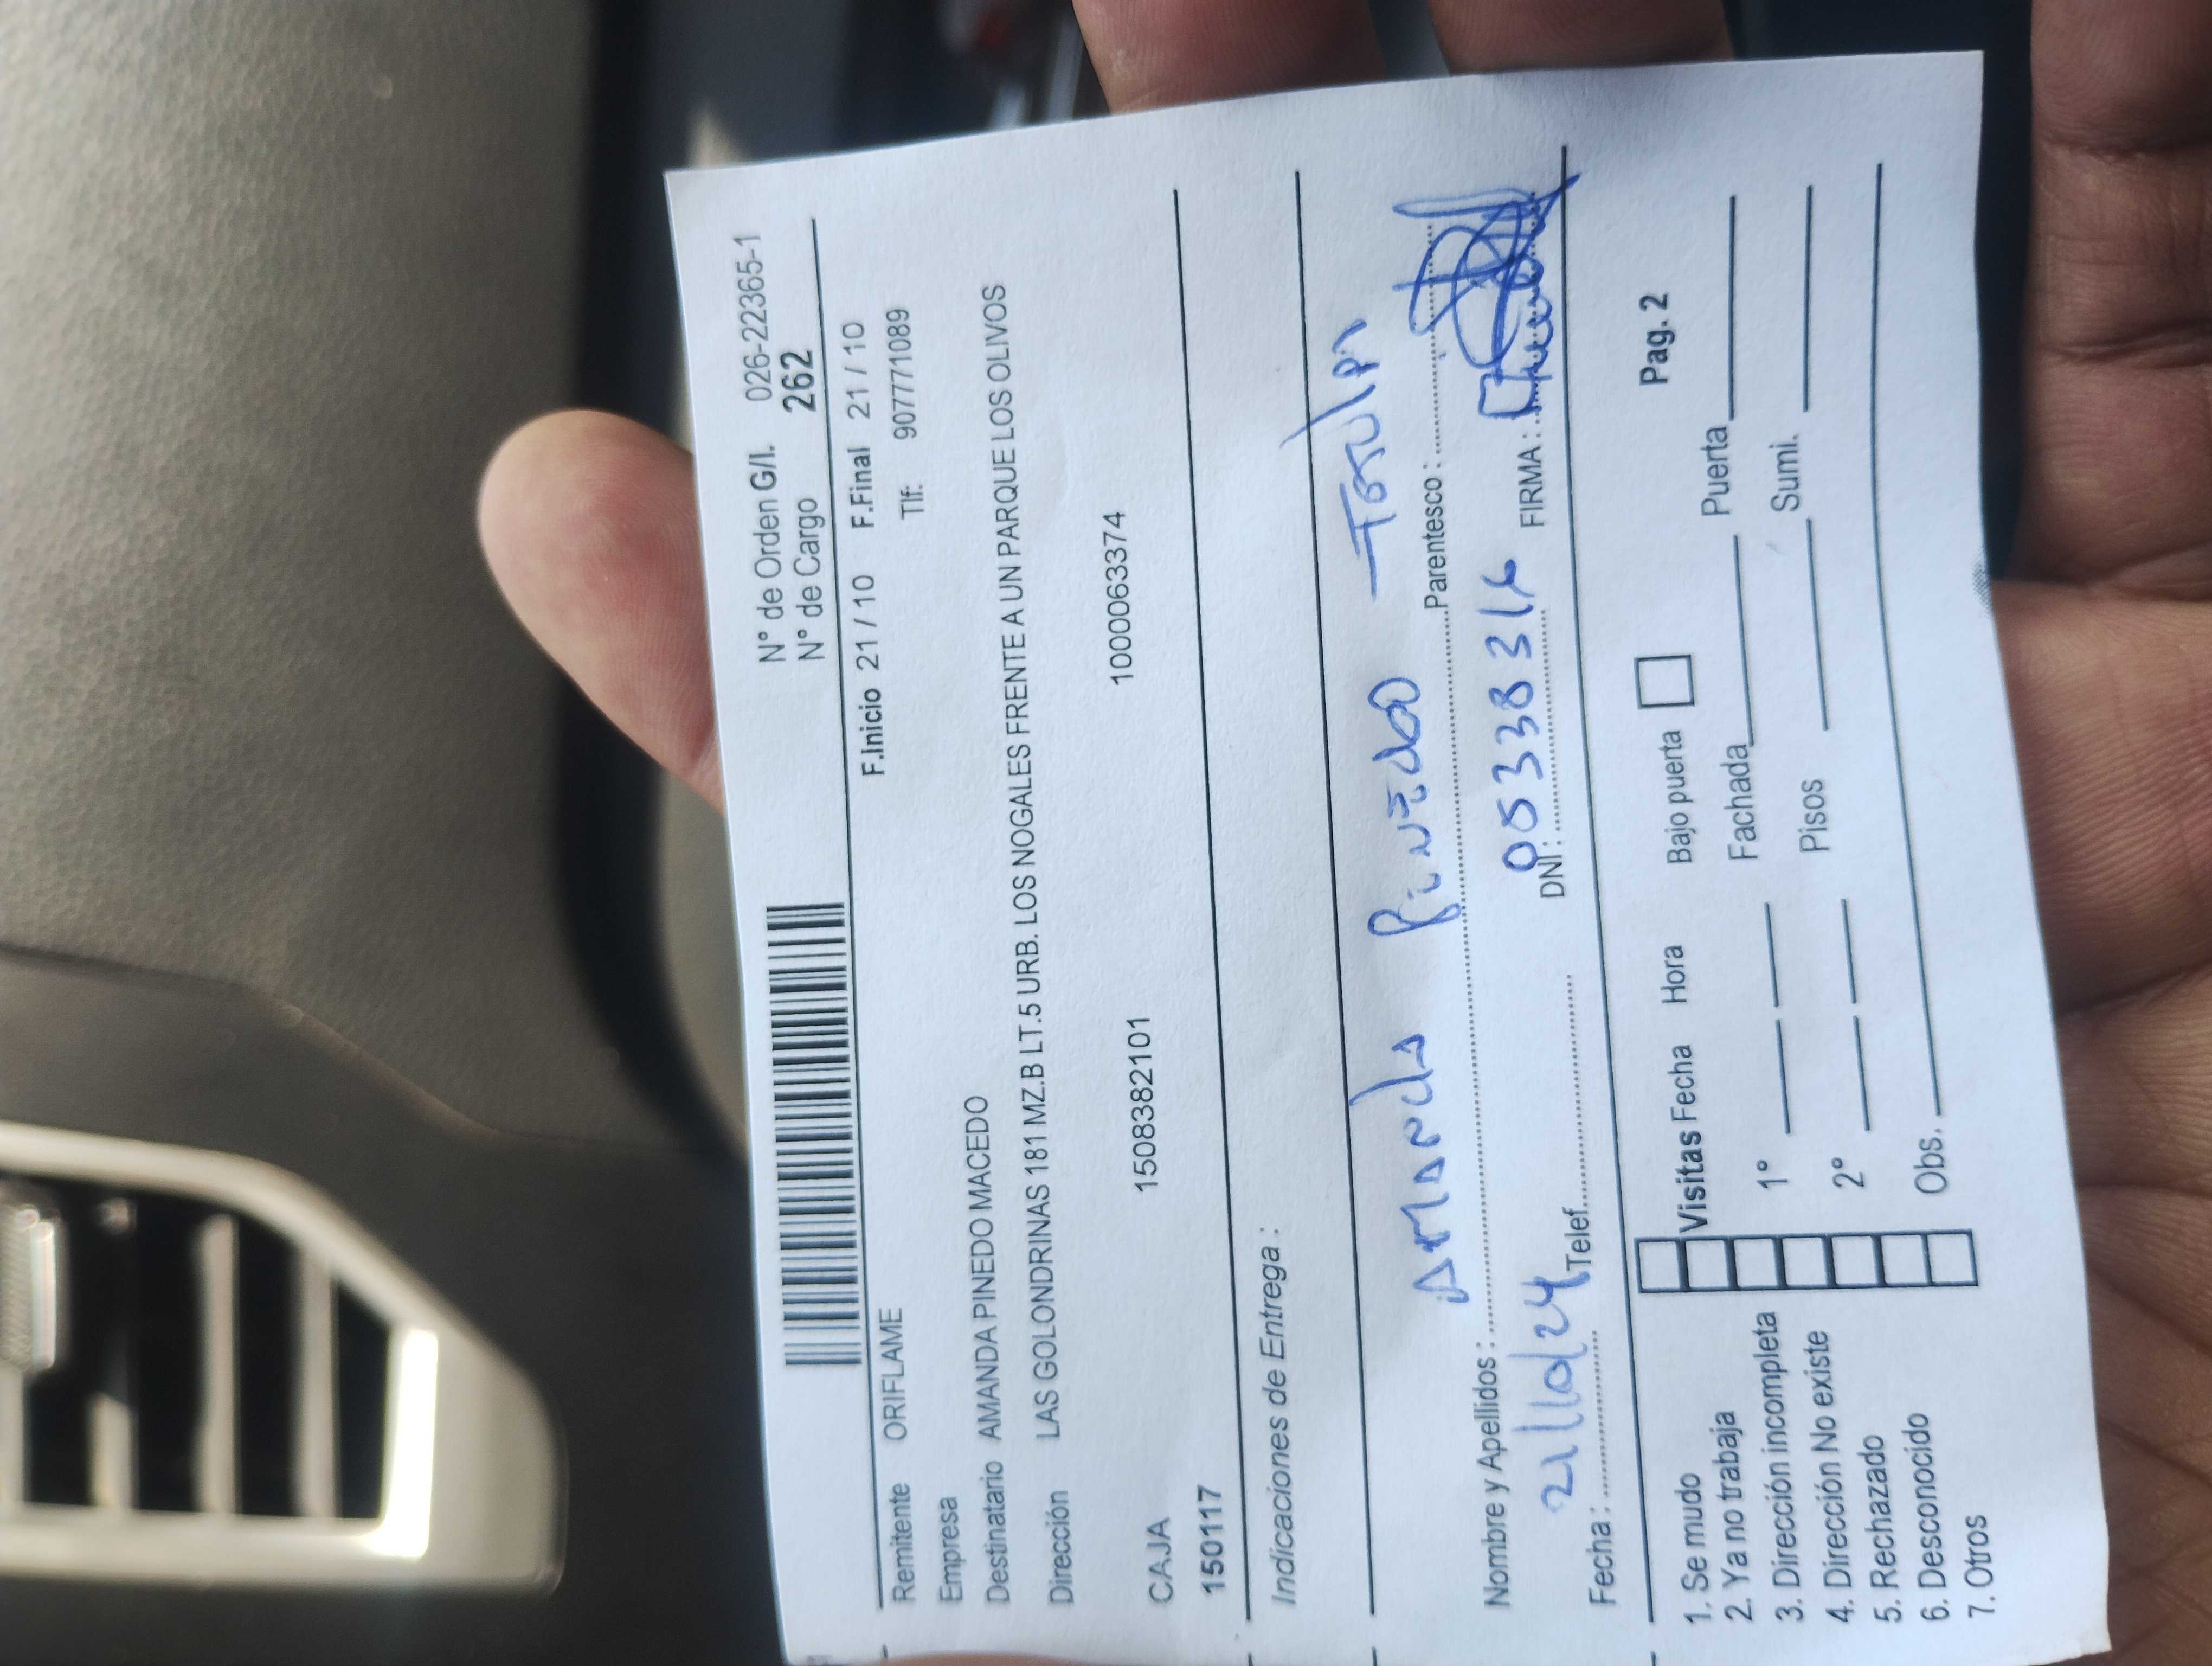 N° de Orden G/I. 026-22365-1
N° de Cargo 262
F.Inicio 21 / 10 F.Final 21 / 10
Remitente ORIFLAME Tlf: 907771089
Empresa
Destinatario AMANDA PINEDO MACEDO
Dirección LAS GOLONDRINAS 181 MZ.B LT.5 URB. LOS NOGALES FRENTE A UN PARQUE LOS OLIVOS
CAJA 1508382101 1000633374
150117
Indicaciones de Entrega :
Amanda Pinedo
Nombre y Apellidos : Parentesco :
21/10/24 05338316
Fecha : Telef. DNI : FIRMA :
1. Se mudo Bajo puerta Pag. 2
2. Ya no trabaja Visitas Fecha Hora Fachada Puerta
3. Dirección incompleta 1°
4. Dirección No existe Pisos Sumi.
5. Rechazado 2°
6. Desconocido
7. Otros Obs.